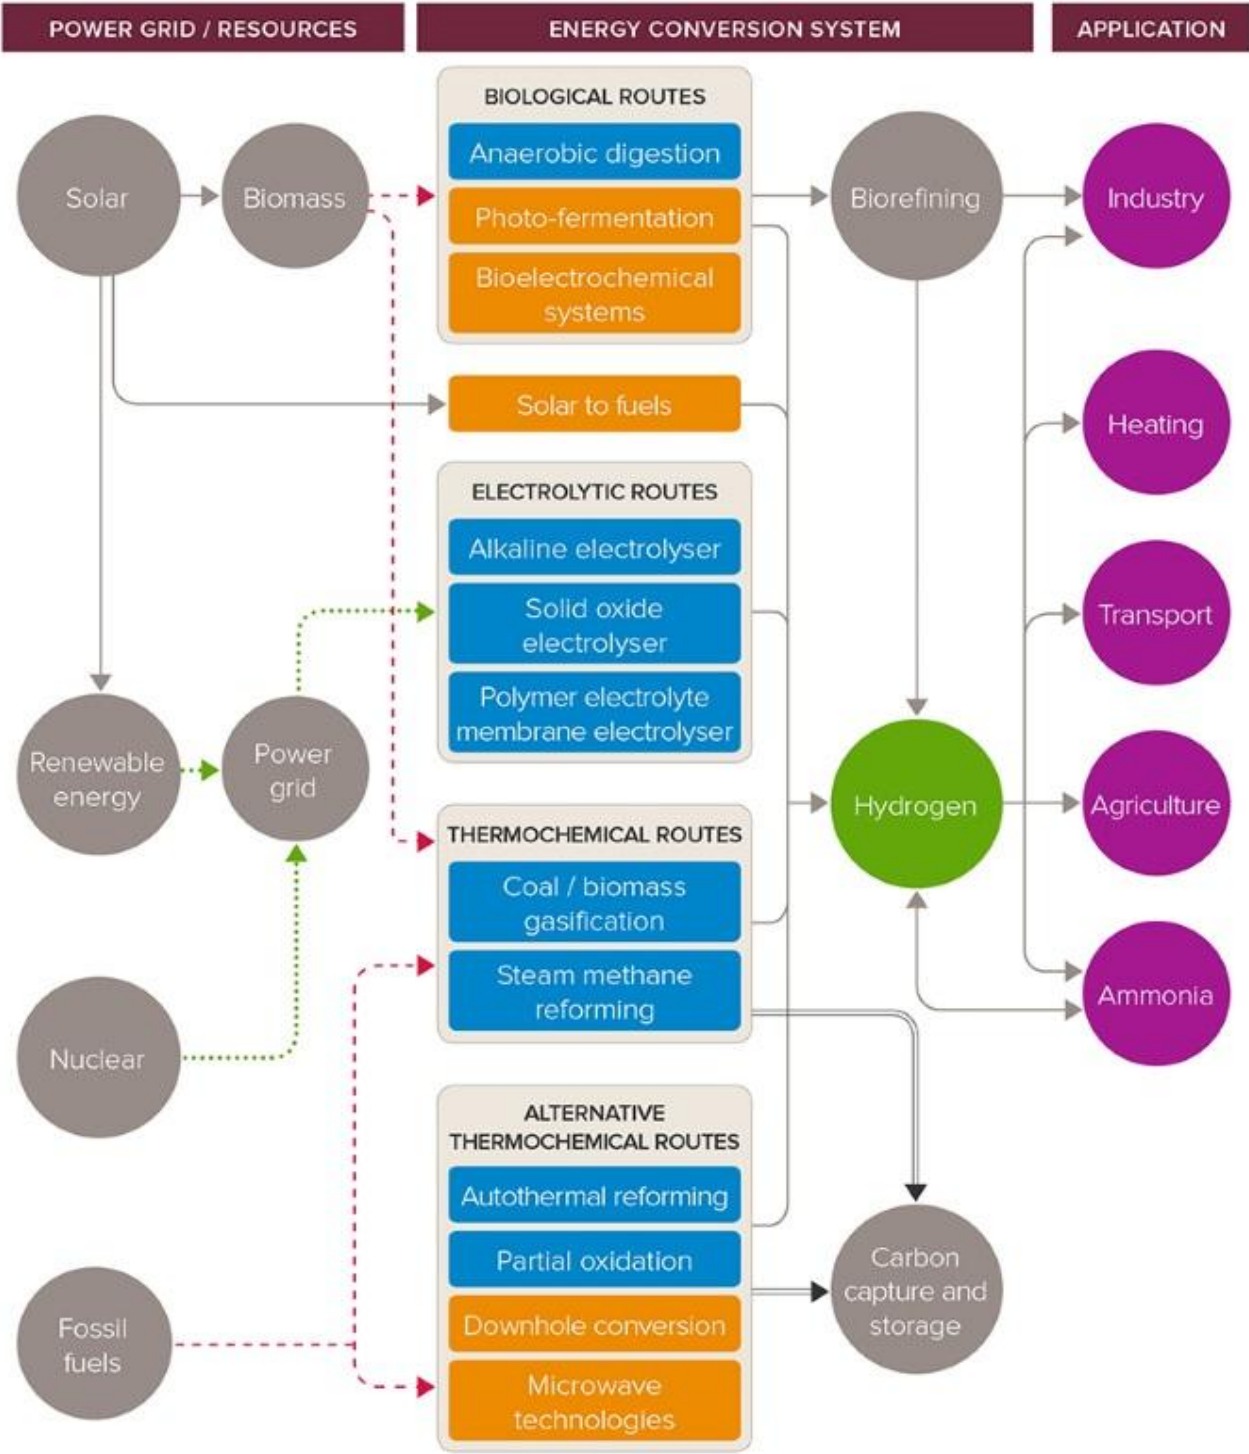 POWER GRID / RESOURCES
ENERGY CONVERSION SYSTEM
APPLICATION
Solar
Biomass
Renewable
energy
Power
grid
Nuclear
Fossil
fuels
BIOLOGICAL ROUTES
Anaerobic digestion
Photo-fermentation
Bioelectrochemical
systems
Solar to fuels
ELECTROLYTIC ROUTES
Alkaline electrolyser
Solid oxide
electrolyser
Polymer electrolyte
membrane electrolyser
THERMOCHEMICAL ROUTES
Coal / biomass
gasification
Steam methane
reforming
ALTERNATIVE
THERMOCHEMICAL ROUTES
Autothermal reforming
Partial oxidation
Downhole conversion
Microwave
technologies
Biorefining
Hydrogen
Carbon
capture and
storage
Industry
Heating
Transport
Agriculture
Ammonia